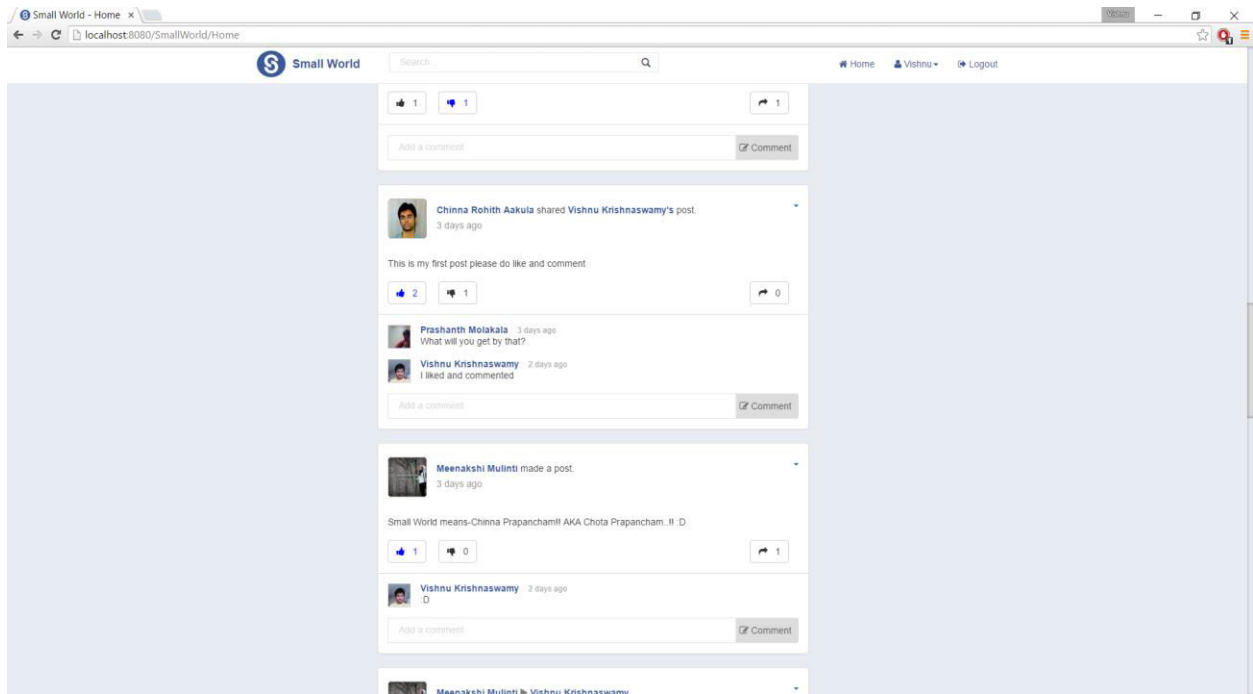 Small World - Home
Vishnu
localhost:8080/SmallWorld/Home
Small World
Search...
Home
Vishnu
Logout
1
1
1
Add a comment
Comment
Chinna Rohith Aakula shared Vishnu Krishnaswamy's post.
3 days ago
This is my first post please do like and comment
2
1
0
Prashanth Molakala 3 days ago
What will you get by that?
Vishnu Krishnaswamy 2 days ago
I liked and commented
Add a comment
Comment
Meenakshi Mulinti made a post.
3 days ago
Small World means-Chinna Prapancham!! AKA Chota Prapancham..!! :D
1
0
1
Vishnu Krishnaswamy 2 days ago
:D
Add a comment
Comment
Meenakshi Mulinti ▶ Vishnu Krishnaswamy